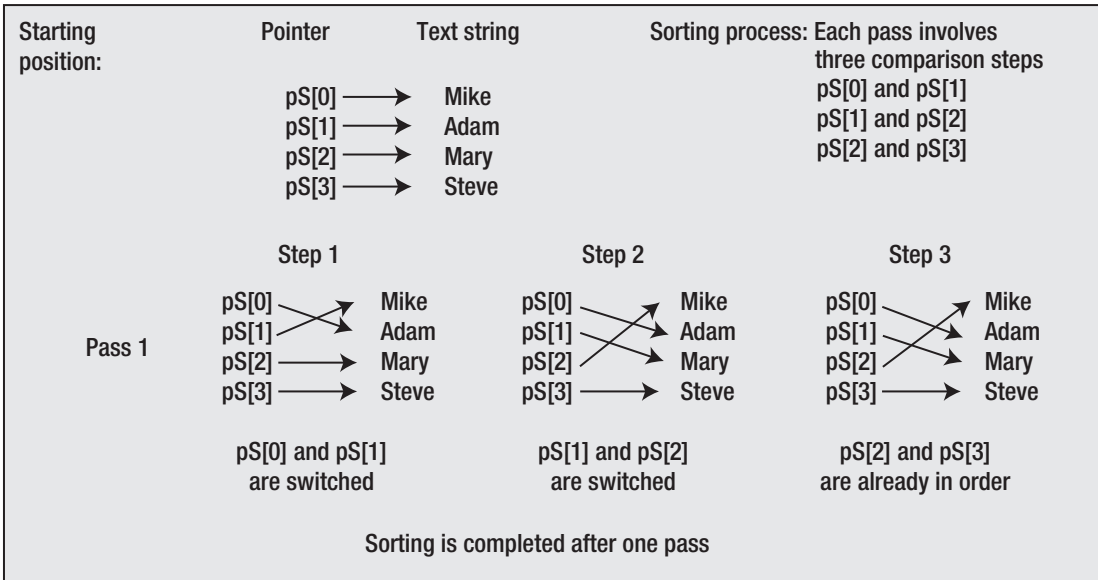 Starting position:
Pointer
Text string
pS[0] Mike
pS[1] Adam
pS[2] Mary
pS[3] Steve
Sorting process: Each pass involves
three comparison steps
pS[0] and pS[1]
pS[1] and pS[2]
pS[2] and pS[3]
Pass 1
Step 1
pS[0] Mike
pS[1] Adam
pS[2] Mary
pS[3] Steve
pS[0] and pS[1]
are switched
Step 2
pS[0] Mike
pS[1] Adam
pS[2] Mary
pS[3] Steve
pS[1] and pS[2]
are switched
Step 3
pS[0] Mike
pS[1] Adam
pS[2] Mary
pS[3] Steve
pS[2] and pS[3]
are already in order
Sorting is completed after one pass